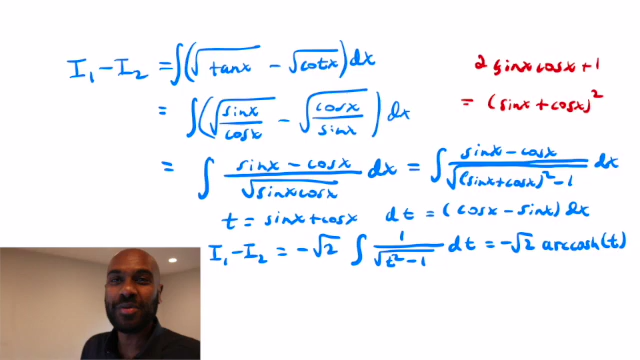 I₁-I₂ = ∫(√tanx - √cotx)dx
2 sinx cosx + 1
= ∫(√(sinx/cosx) - √(cosx/sinx)) dx
= (sinx + cosx)²
= ∫ (sinx - cosx)/√(sinxcosx) dx = ∫ (sinx - cosx)/√((sinx+cosx)² - 1) dx
t = sinx + cosx dt = (cosx - sinx) dx
I₁-I₂ = -√2 ∫ 1/√(t² - 1) dt = -√2 arccosh(t)